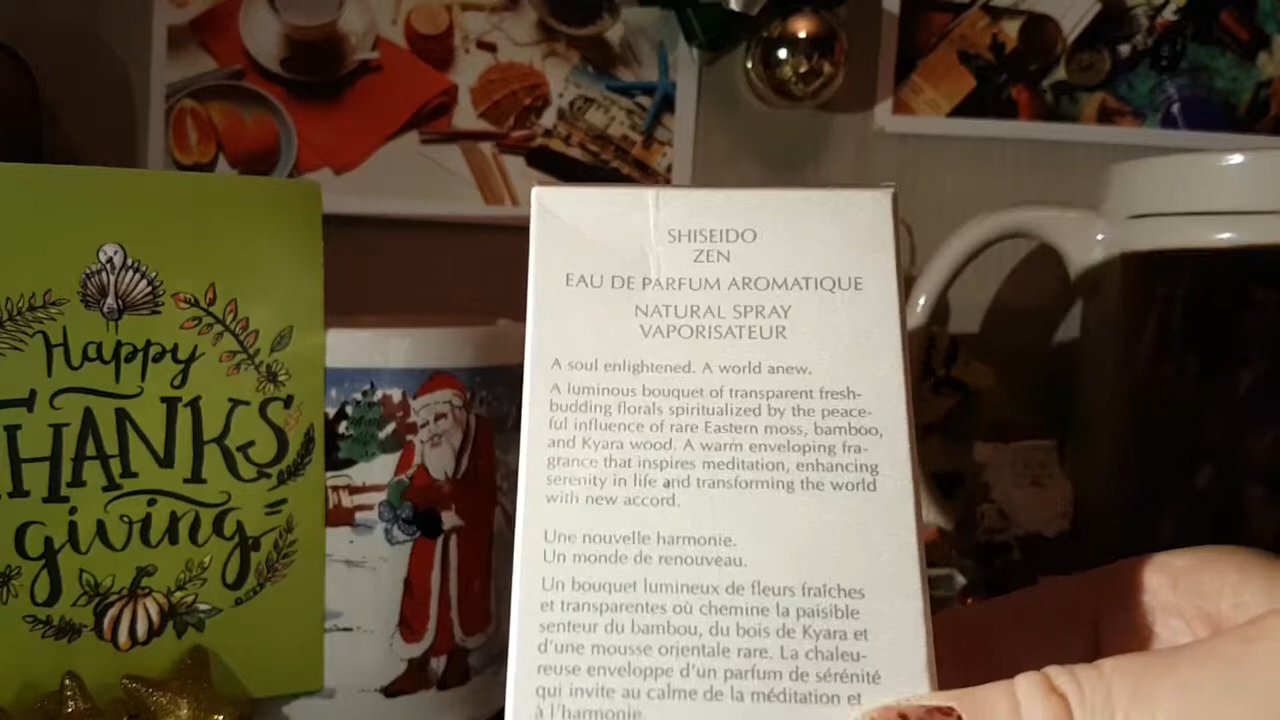 Happy
THANKS
giving
SHISEIDO
ZEN
EAU DE PARFUM AROMATIQUE
NATURAL SPRAY
VAPORISATEUR
A soul enlightened. A world anew.
A luminous bouquet of transparent fresh-
budding florals spiritualized by the peace-
ful influence of rare Eastern moss, bamboo,
and Kyara wood. A warm enveloping fra-
grance that inspires meditation, enhancing
serenity in life and transforming the world
with new accord.
Une nouvelle harmonie.
Un monde de renouveau.
Un bouquet lumineux de fleurs fraîches
et transparentes où chemine la paisible
senteur du bambou, du bois de Kyara et
d'une mousse orientale rare. La chaleu-
reuse enveloppe d'un parfum de sérénité
qui invite au calme de la méditation et
à l'harmonie.